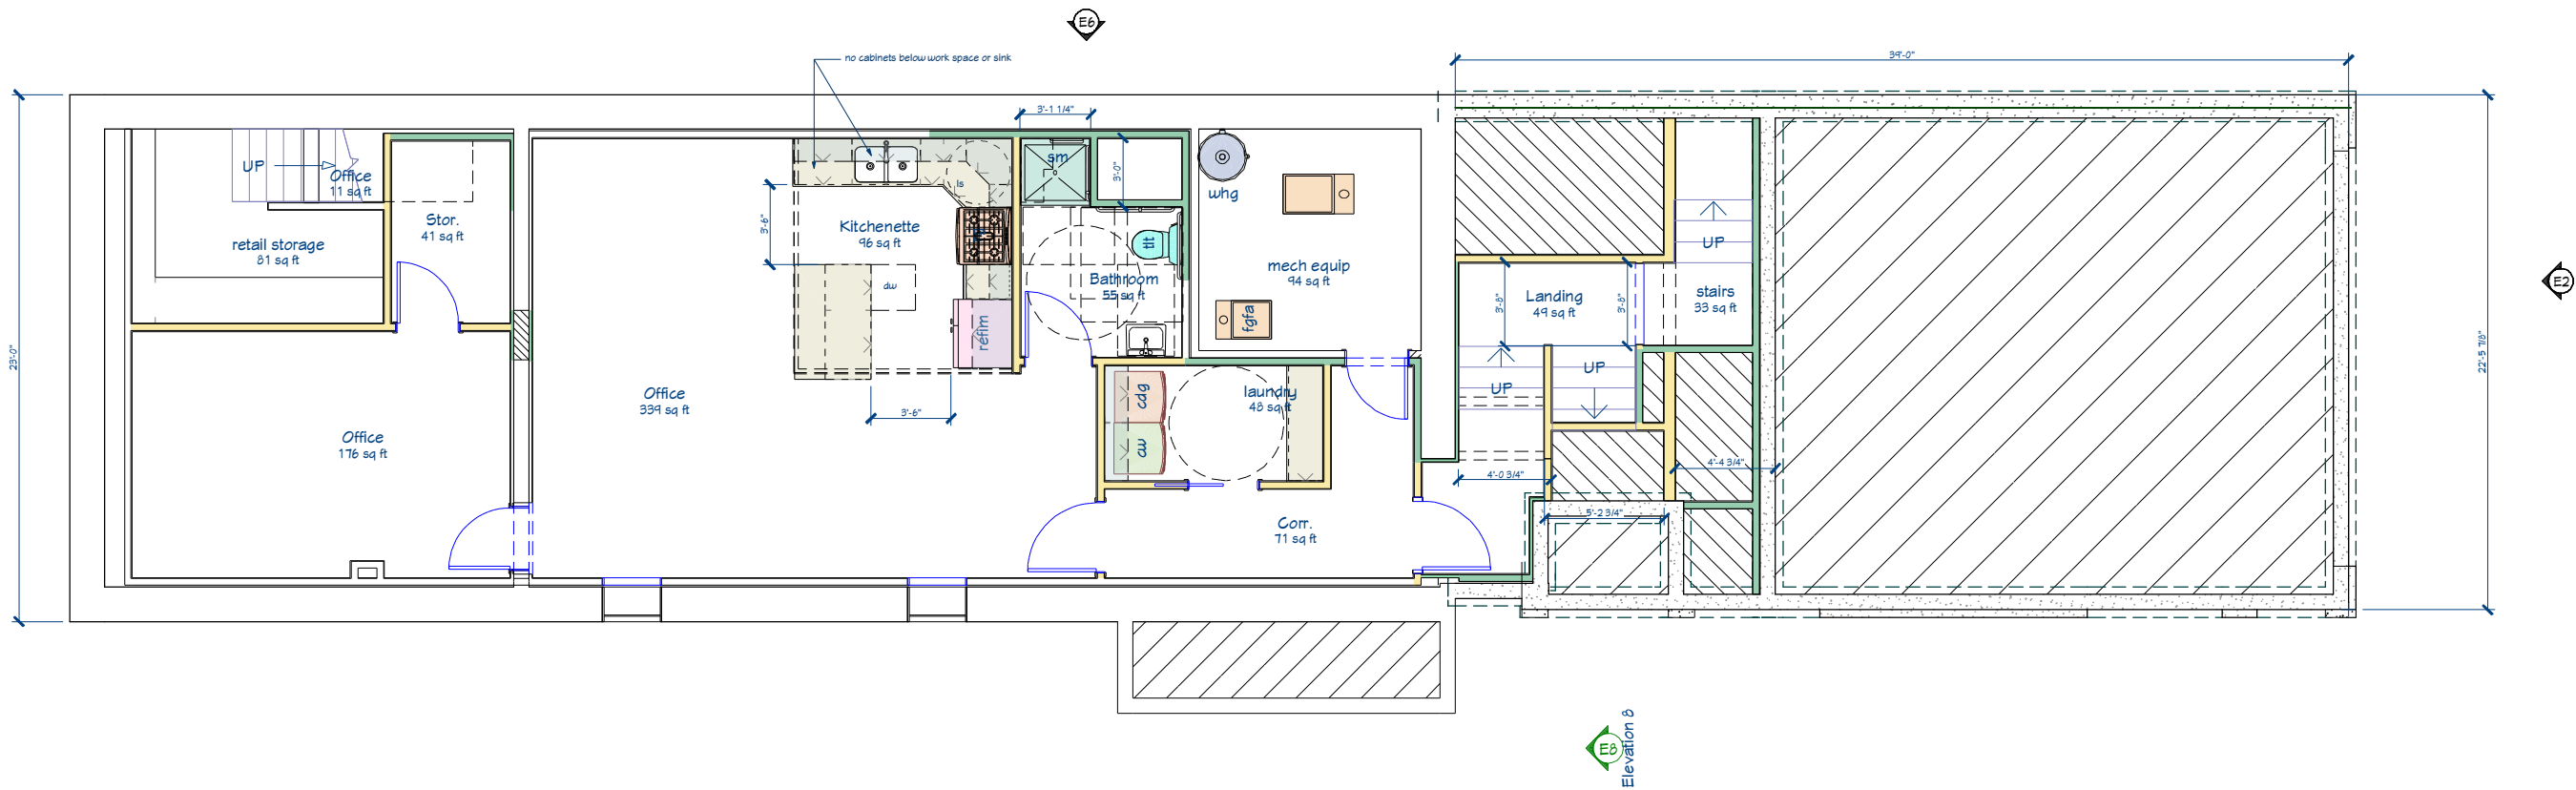 E6
no cabinets below work space or sink
39'-0"
3'-1 1/4"
UP
Office
11 sq ft
Stor.
41 sq ft
retail storage
81 sq ft
sm
3'-0"
ls
3'-6"
Kitchenette
96 sq ft
dw
tlt
Bathroom
55 sq ft
refim
whg
mech equip
94 sq ft
fgfa
UP
Landing
49 sq ft
3'-8"
3'-8"
stairs
33 sq ft
E2
23'-0"
22'-5 7/8"
UP
UP
Office
339 sq ft
3'-6"
cdg
cw
laundry
48 sq ft
Office
176 sq ft
4'-4 3/4"
4'-0 3/4"
5'-2 3/4"
Corr.
71 sq ft
E8
Elevation 8